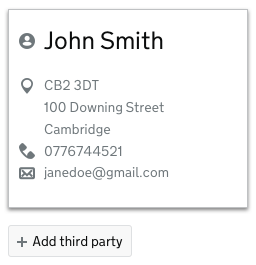 John Smith
CB2 3DT
100 Downing Street
Cambridge
0776744521
janedoe@gmail.com
+ Add third party